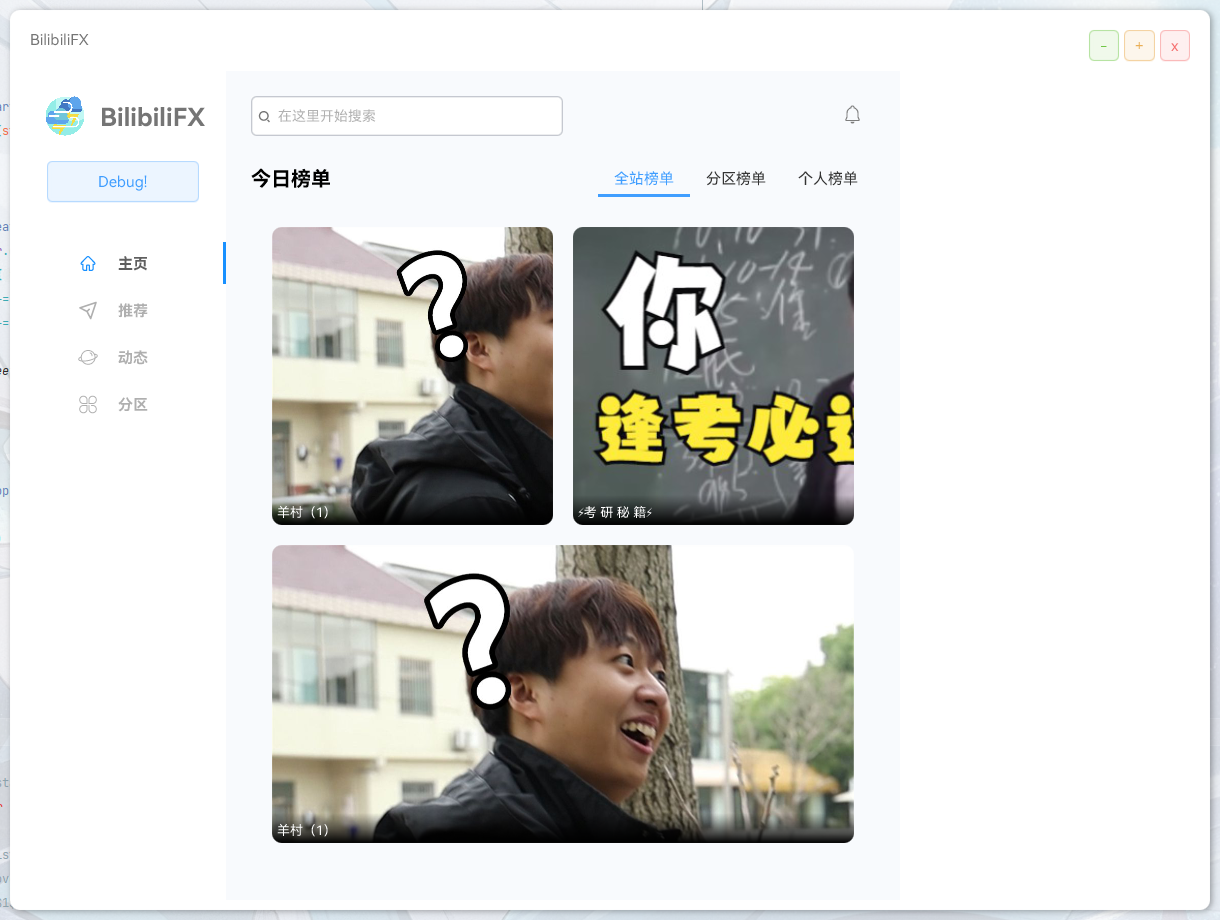 BilibiliFX
-
+
x
BilibiliFX
Debug!
主页
推荐
动态
分区
在这里开始搜索
今日榜单
全站榜单
分区榜单
个人榜单
?
羊村（1）
你
逢考必
⚡考 研 秘 籍⚡
?
羊村（1）